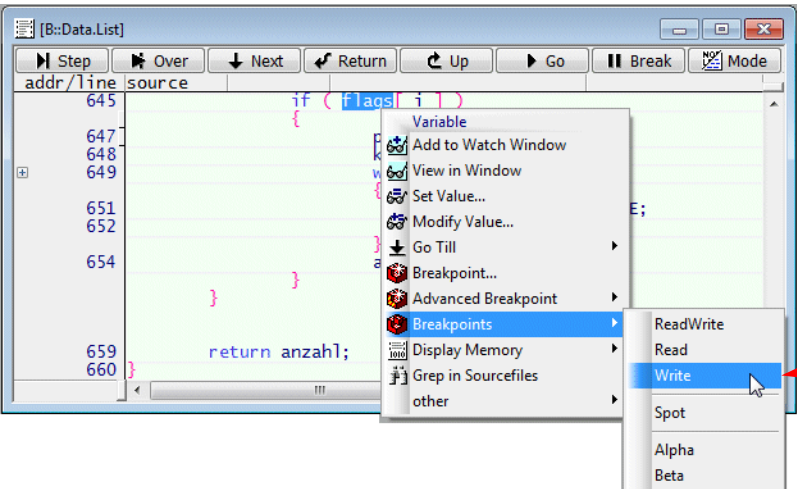 [B::Data.List]
Step Over Next Return Up Go Break Mode
addr/line source
645 if ( flags[ i ] )
{
647
648
649
{
651 E;
652
}
654 a
}
}
659 return anzahl;
660 }
Variable
Add to Watch Window
View in Window
Set Value...
Modify Value...
Go Till
Breakpoint...
Advanced Breakpoint
Breakpoints
Display Memory
Grep in Sourcefiles
other
ReadWrite
Read
Write
Spot
Alpha
Beta